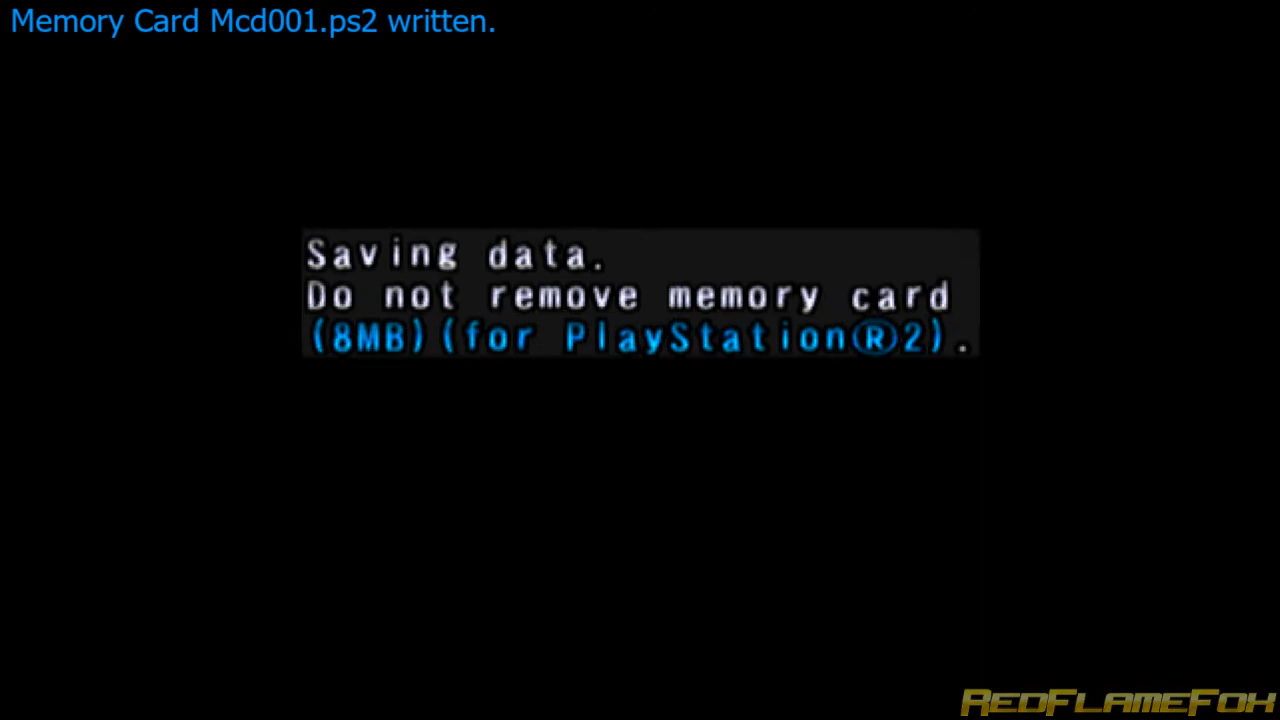 Memory Card Mcd001.ps2 written.
Saving data.
Do not remove memory card
(8MB)(for PlayStation®2).
RedFlameFox